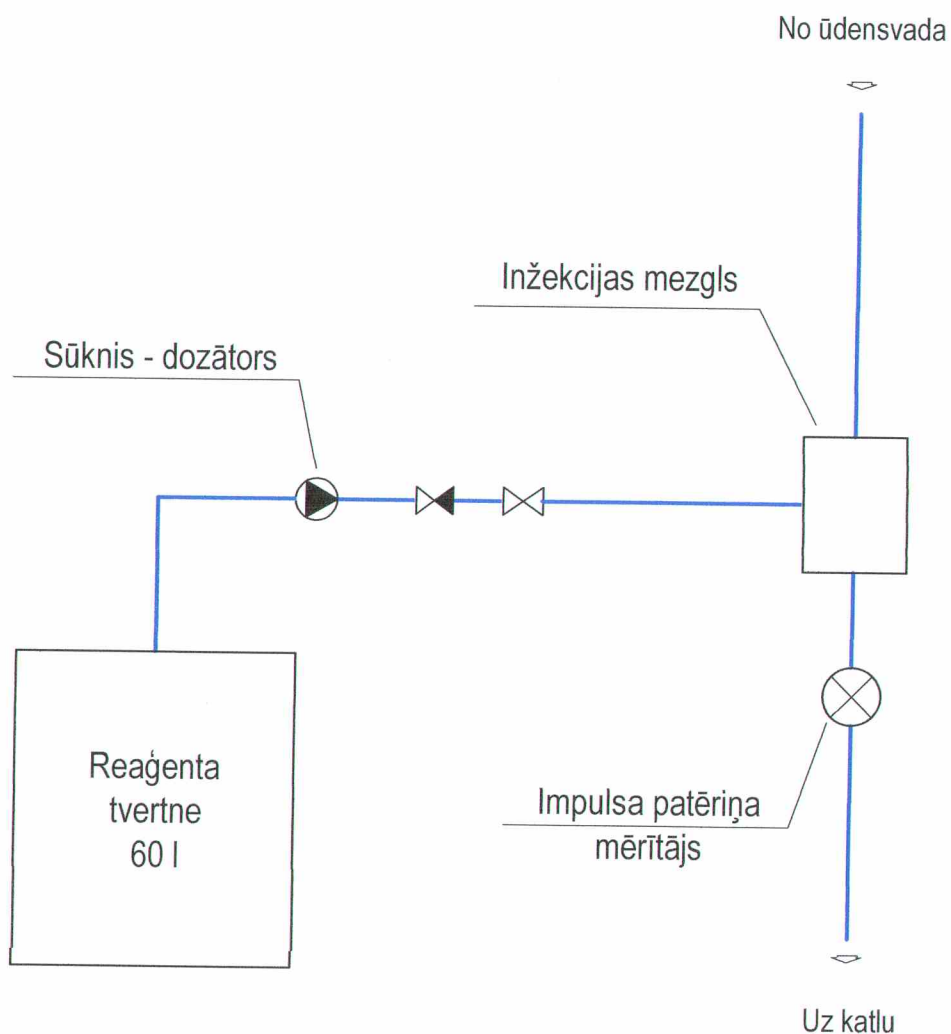 No ūdensvada
Inžekcijas mezgls
Sūknis - dozātors
Reaģenta
tvertne
60 l
Impulsa patēriņa
mērītājs
Uz katlu